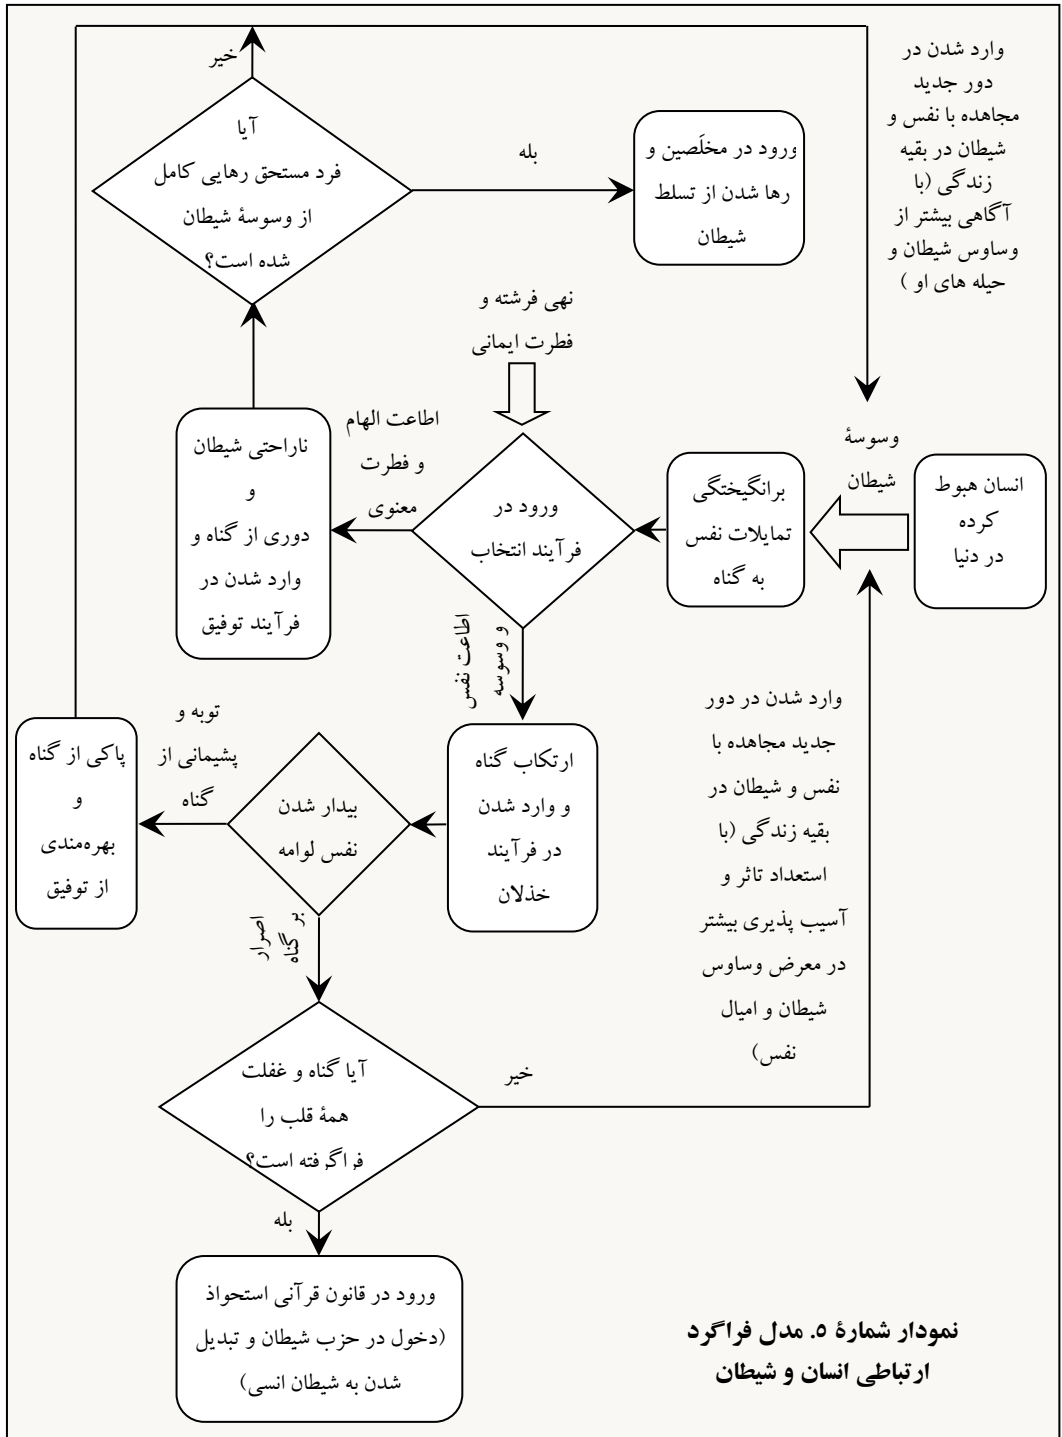 وارد شدن در
دور جدید
مجاهده با نفس و
شیطان در بقیه
زندگی (با
آگاهی بیشتر از
وساوس شیطان و
حیله های او )
خیر
آیا
فرد مستحق رهایی کامل
از وسوسهٔ شیطان
شده است؟
بله
ورود در مخلَصین و
رها شدن از تسلط
شیطان
نهی فرشته و
فطرت ایمانی
انسان هبوط
کرده
در دنیا
وسوسهٔ
شیطان
برانگیختگی
تمایلات نفس
به گناه
ورود در
فرآیند انتخاب
اطاعت الهام
و فطرت
معنوی
ناراحتی شیطان
و
دوری از گناه و
وارد شدن در
فرآیند توفیق
اطاعت نفس
و وسوسه
ارتکاب گناه
و وارد شدن
در فرآیند
خذلان
بیدار شدن
نفس لوامه
توبه و
پشیمانی از
گناه
پاکی از گناه
و
بهره‌مندی
از توفیق
اصرار
بر گناه
وارد شدن در دور
جدید مجاهده با
نفس و شیطان در
بقیه زندگی (با
استعداد تاثر و
آسیب پذیری بیشتر
در معرض وساوس
شیطان و امیال
نفس)
آیا گناه و غفلت
همهٔ قلب را
فراگرفته است؟
خیر
بله
ورود در قانون قرآنی استحواذ
(دخول در حزب شیطان و تبدیل
شدن به شیطان انسی)
نمودار شمارهٔ ۵. مدل فراگرد
ارتباطی انسان و شیطان